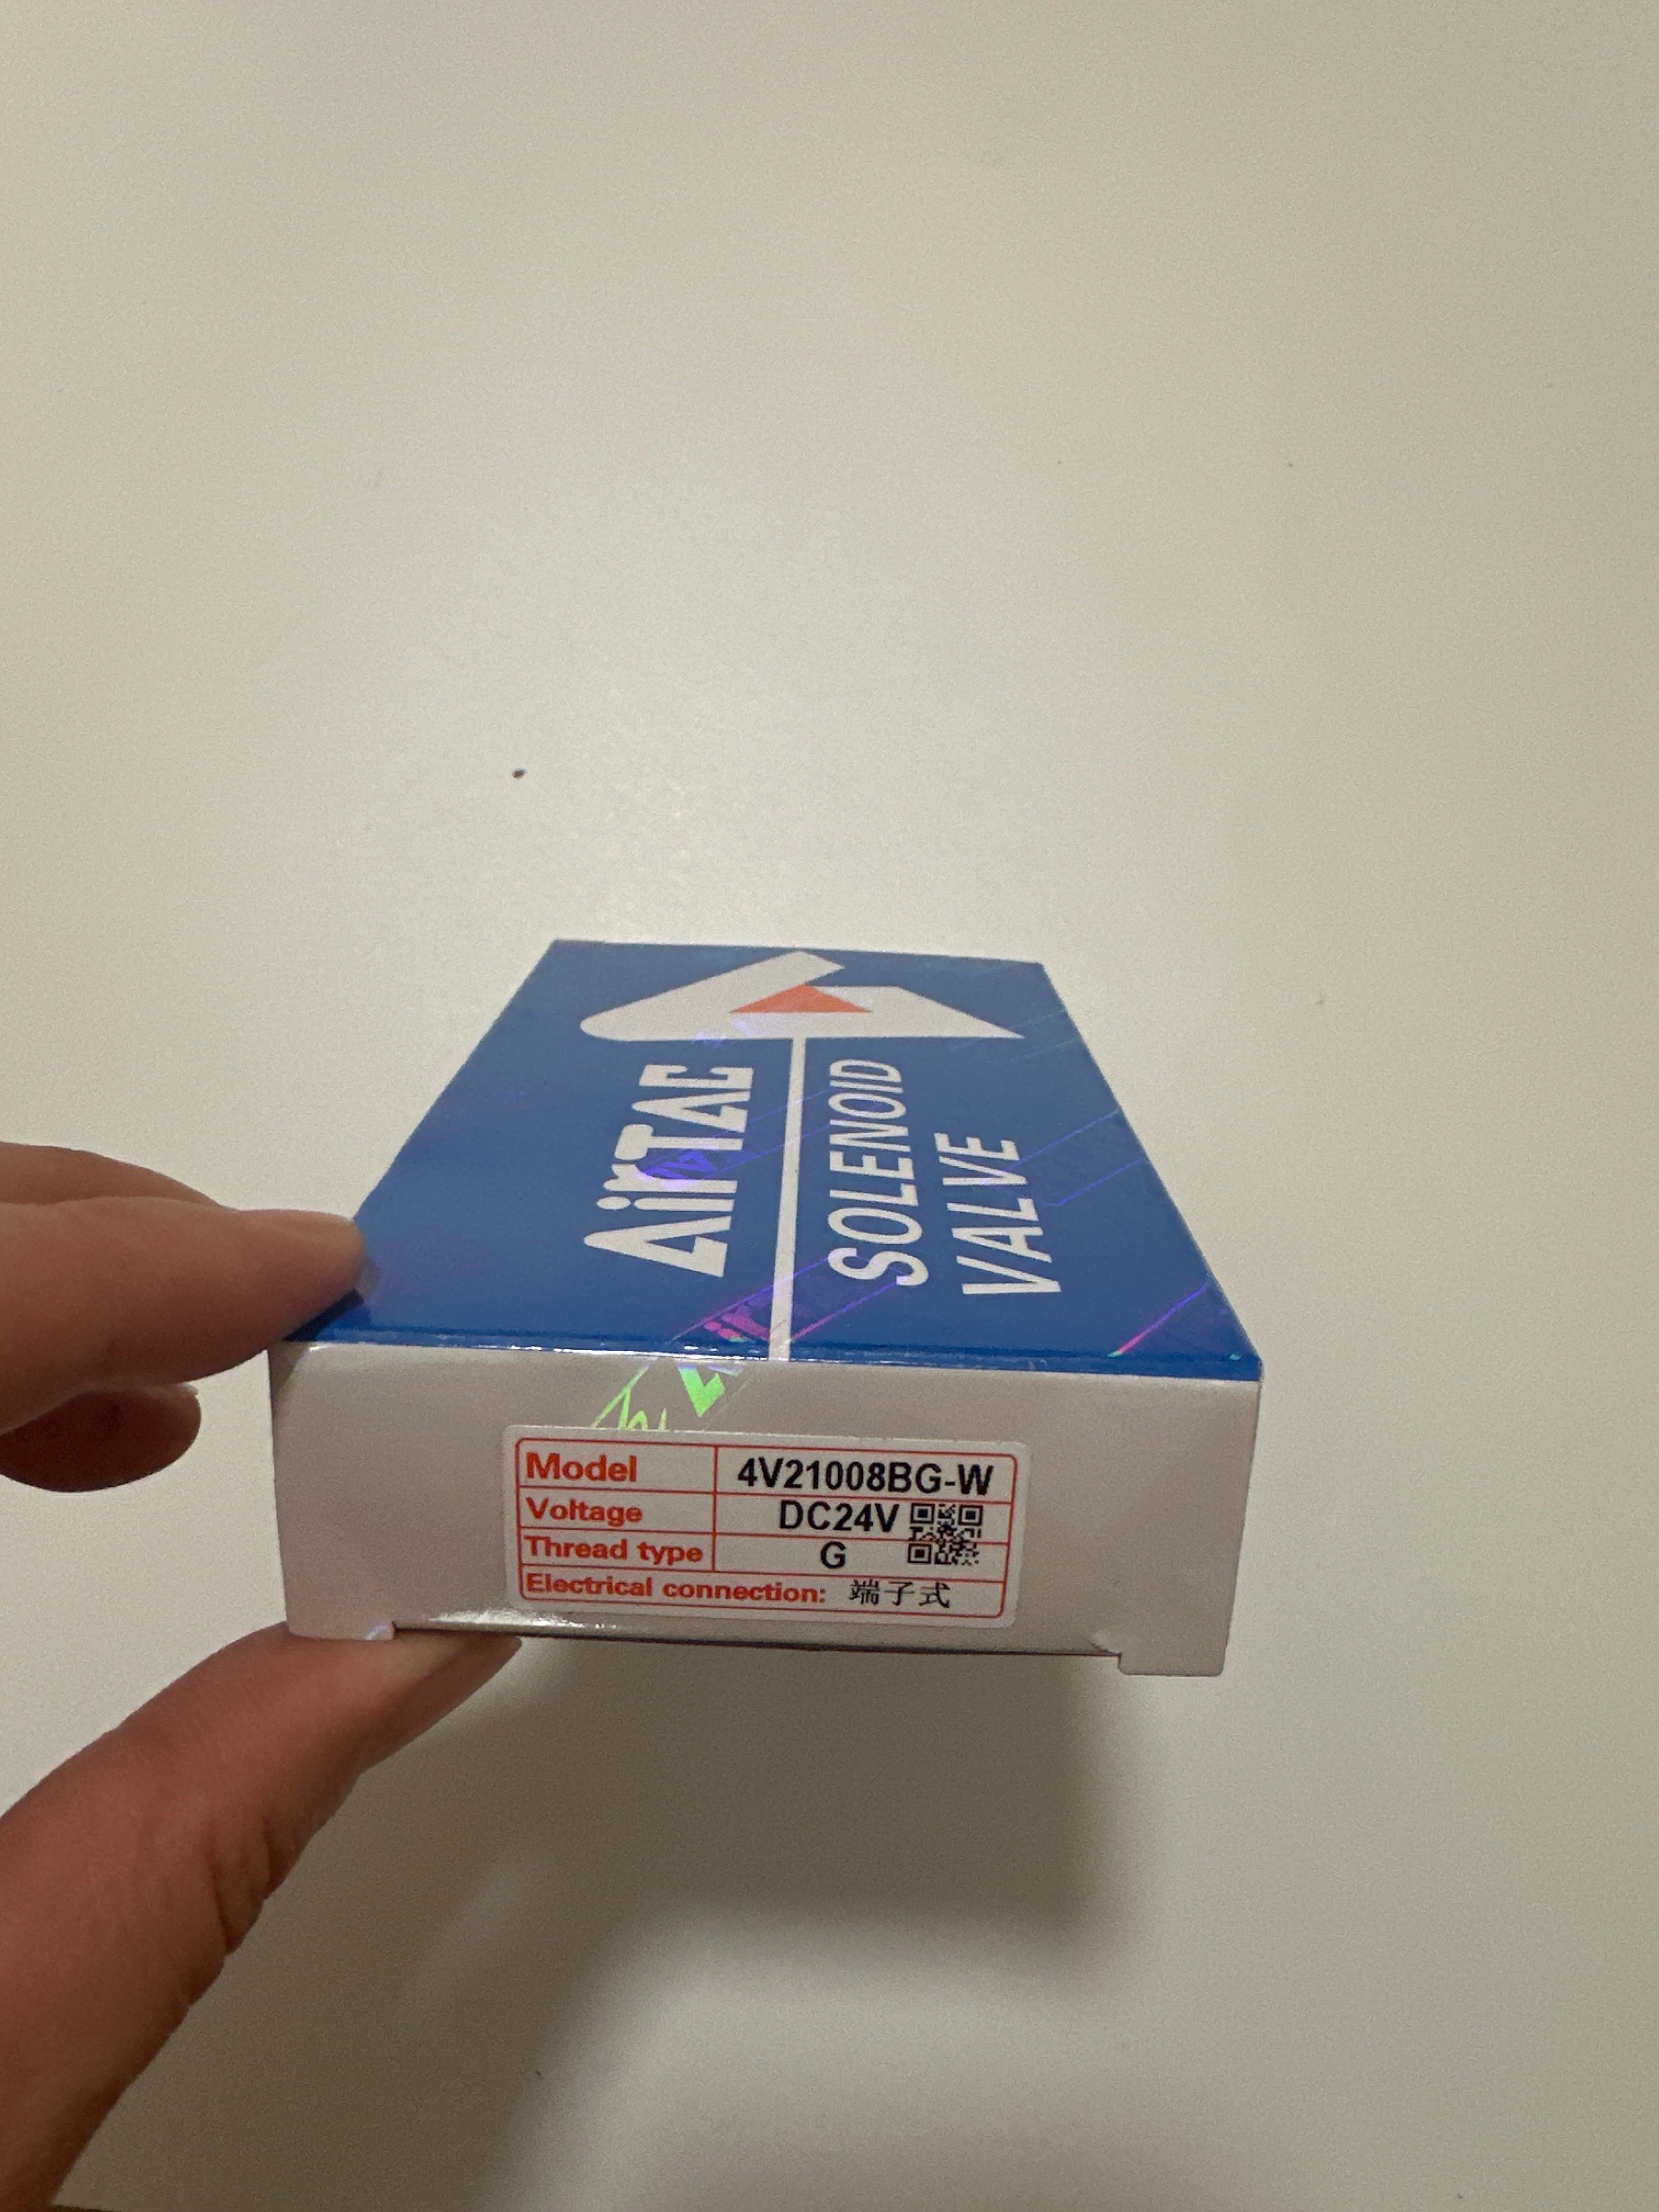 AirTAC
SOLENOID
VALVE
Model 4V21008BG-W
Voltage DC24V
Thread type G
Electrical connection: 端子式